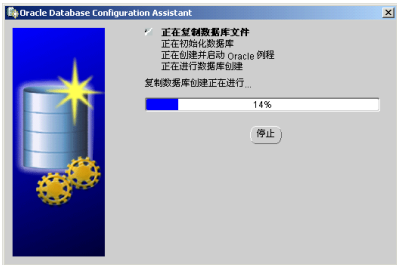 Oracle Database Configuration Assistant
正在复制数据库文件
正在初始化数据库
正在创建并启动 Oracle 例程
正在进行数据库创建
复制数据库创建正在进行...
14%
停止